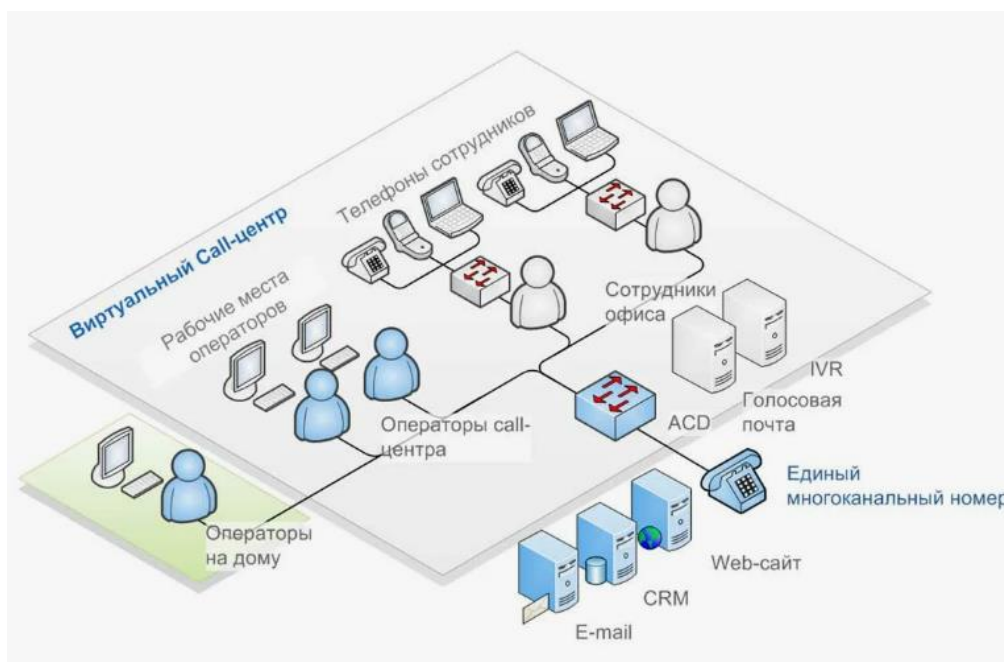 Телефоны сотрудников
Виртуальный Call-центр
Рабочие места
операторов
Сотрудники
офиса
IVR
Голосовая
почта
ACD
Операторы call-
центра
Единый
многоканальный номер
Операторы
на дому
Web-сайт
CRM
E-mail